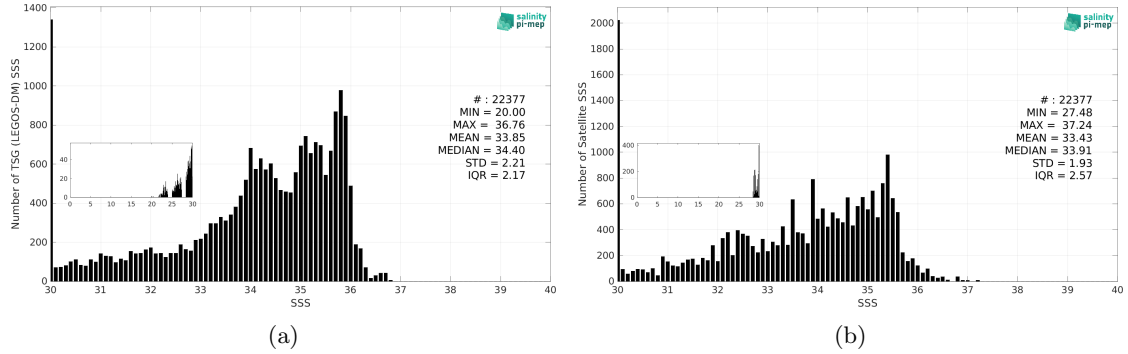 1400
1200
1000
800
600
400
200
0
Number of TSG (LEGOS-DM) SSS
salinity
pi-mep
# : 22377
MIN = 20.00
MAX = 36.76
MEAN = 33.85
MEDIAN = 34.40
STD = 2.21
IQR = 2.17
40
20
0
0 5 10 15 20 25 30
30 31 32 33 34 35 36 37 38 39 40
SSS
(a)
2000
1800
1600
1400
1200
1000
800
600
400
200
0
Number of Satellite SSS
salinity
pi-mep
# : 22377
MIN = 27.48
MAX = 37.24
MEAN = 33.43
MEDIAN = 33.91
STD = 1.93
IQR = 2.57
400
200
0
0 5 10 15 20 25 30
30 31 32 33 34 35 36 37 38 39 40
SSS
(b)